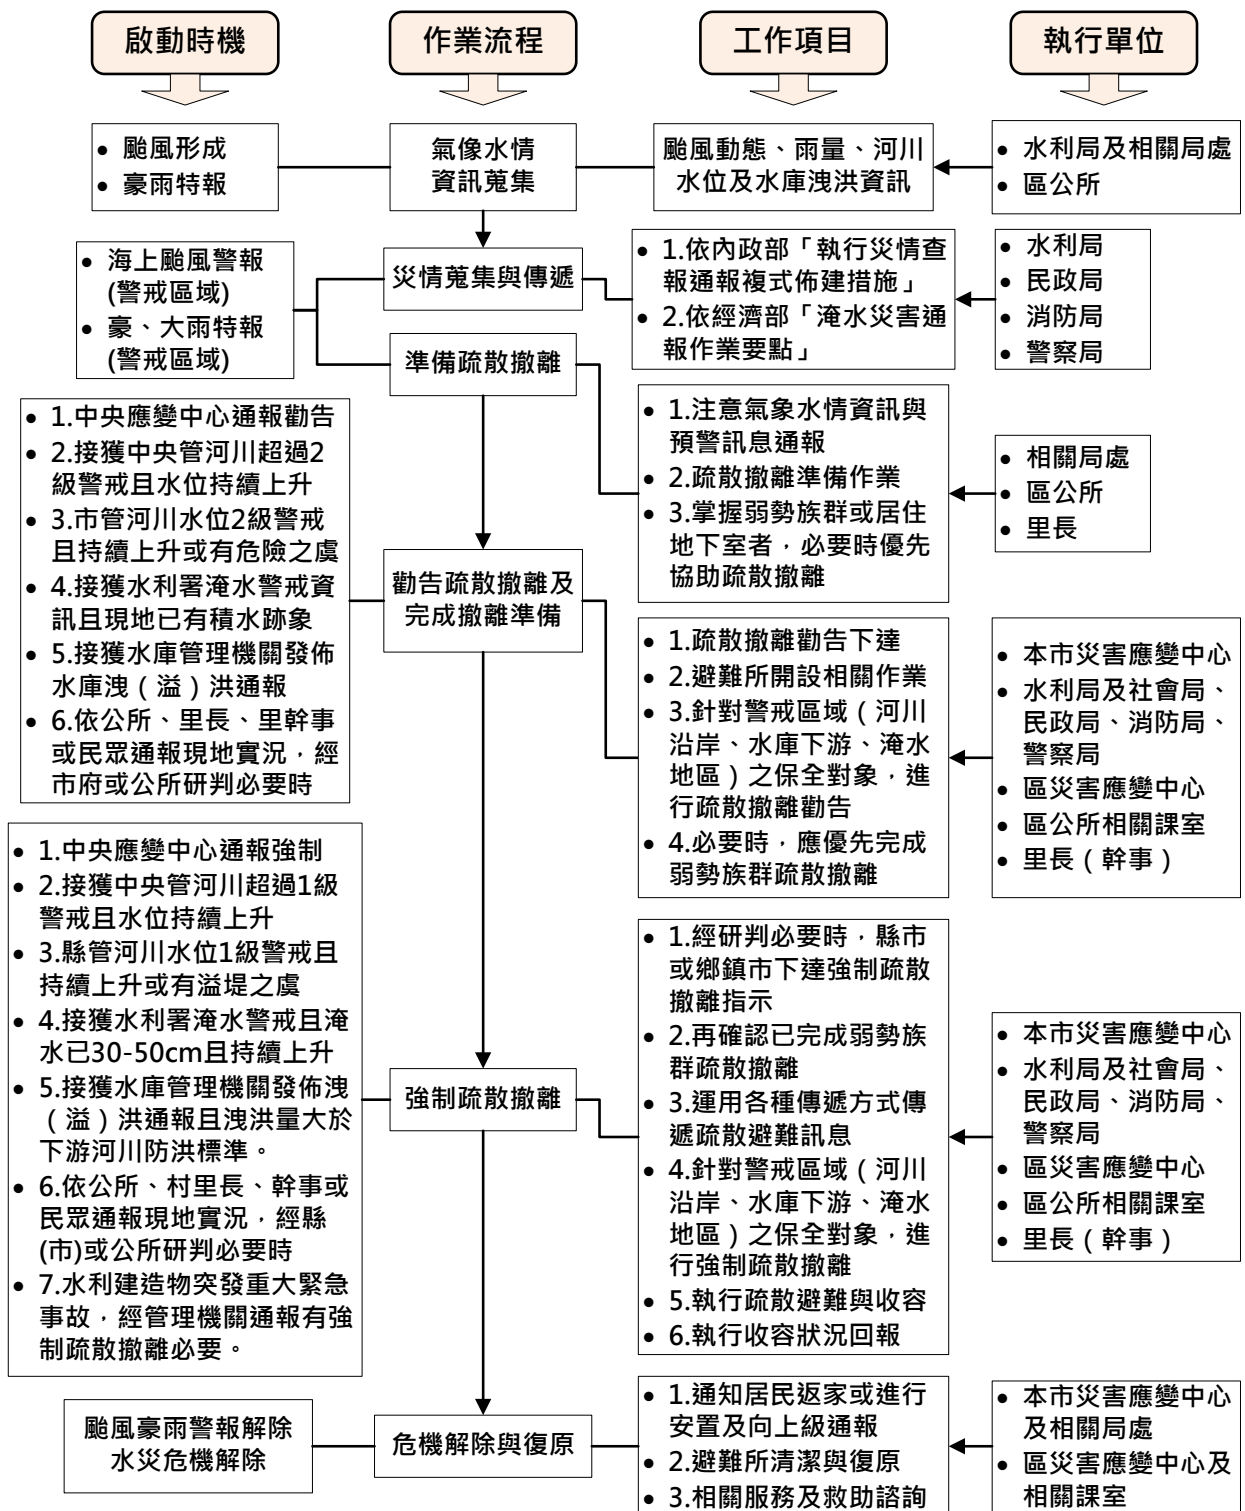 啟動時機
作業流程
工作項目
執行單位
• 颱風形成
• 豪雨特報
氣像水情
資訊蒐集
颱風動態、雨量、河川
水位及水庫洩洪資訊
• 水利局及相關局處
• 區公所
• 海上颱風警報
(警戒區域)
• 豪、大雨特報
(警戒區域)
災情蒐集與傳遞
準備疏散撤離
• 1.依內政部「執行災情查
報通報複式佈建措施」
• 2.依經濟部「淹水災害通
報作業要點」
• 水利局
• 民政局
• 消防局
• 警察局
• 1.注意氣象水情資訊與
預警訊息通報
• 2.疏散撤離準備作業
• 3.掌握弱勢族群或居住
地下室者，必要時優先
協助疏散撤離
• 相關局處
• 區公所
• 里長
• 1.中央應變中心通報勸告
• 2.接獲中央管河川超過2
級警戒且水位持續上升
• 3.市管河川水位2級警戒
且持續上升或有危險之虞
• 4.接獲水利署淹水警戒資
訊且現地已有積水跡象
• 5.接獲水庫管理機關發佈
水庫洩（溢）洪通報
• 6.依公所、里長、里幹事
或民眾通報現地實況，經
市府或公所研判必要時
勸告疏散撤離及
完成撤離準備
• 1.疏散撤離勸告下達
• 2.避難所開設相關作業
• 3.針對警戒區域（河川
沿岸、水庫下游、淹水
地區）之保全對象，進
行疏散撤離勸告
• 4.必要時，應優先完成
弱勢族群疏散撤離
• 本市災害應變中心
• 水利局及社會局、
民政局、消防局、
警察局
• 區災害應變中心
• 區公所相關課室
• 里長（幹事）
• 1.中央應變中心通報強制
• 2.接獲中央管河川超過1級
警戒且水位持續上升
• 3.縣管河川水位1級警戒且
持續上升或有溢堤之虞
• 4.接獲水利署淹水警戒且淹
水已30-50cm且持續上升
• 5.接獲水庫管理機關發佈洩
（溢）洪通報且洩洪量大於
下游河川防洪標準。
• 6.依公所、村里長、幹事或
民眾通報現地實況，經縣
(市)或公所研判必要時
• 7.水利建造物突發重大緊急
事故，經管理機關通報有強
制疏散撤離必要。
強制疏散撤離
• 1.經研判必要時，縣市
或鄉鎮市下達強制疏散
撤離指示
• 2.再確認已完成弱勢族
群疏散撤離
• 3.運用各種傳遞方式傳
遞疏散避難訊息
• 4.針對警戒區域（河川
沿岸、水庫下游、淹水
地區）之保全對象，進
行強制疏散撤離
• 5.執行疏散避難與收容
• 6.執行收容狀況回報
• 本市災害應變中心
• 水利局及社會局、
民政局、消防局、
警察局
• 區災害應變中心
• 區公所相關課室
• 里長（幹事）
颱風豪雨警報解除
水災危機解除
危機解除與復原
• 1.通知居民返家或進行
安置及向上級通報
• 2.避難所清潔與復原
• 3.相關服務及救助諮詢
• 本市災害應變中心
及相關局處
• 區災害應變中心及
相關課室